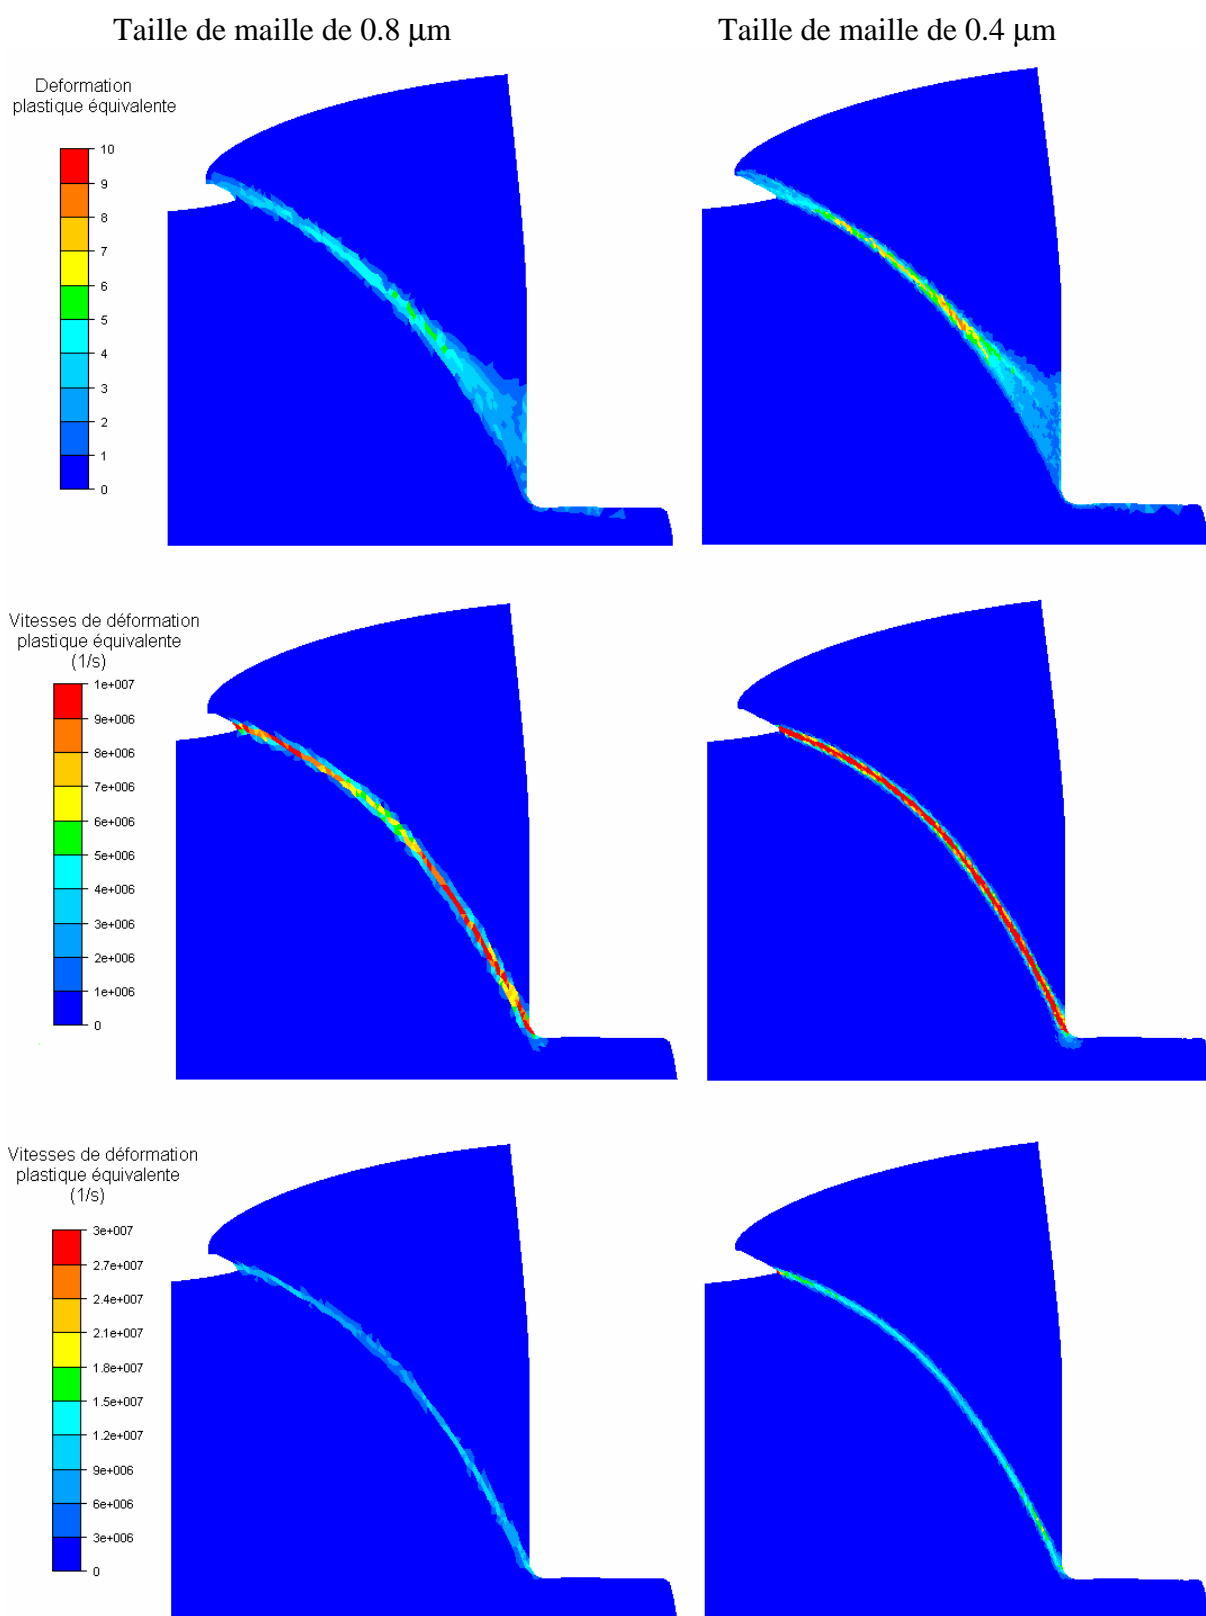 Taille de maille de 0.8 μm
Taille de maille de 0.4 μm
Deformation
plastique équivalente
10
9
8
7
6
5
4
3
2
1
0
Vitesses de déformation
plastique équivalente
(1/s)
1e+007
9e+006
8e+006
7e+006
6e+006
5e+006
4e+006
3e+006
2e+006
1e+006
0
Vitesses de déformation
plastique équivalente
(1/s)
3e+007
2.7e+007
2.4e+007
2.1e+007
1.8e+007
1.5e+007
1.2e+007
9e+006
6e+006
3e+006
0